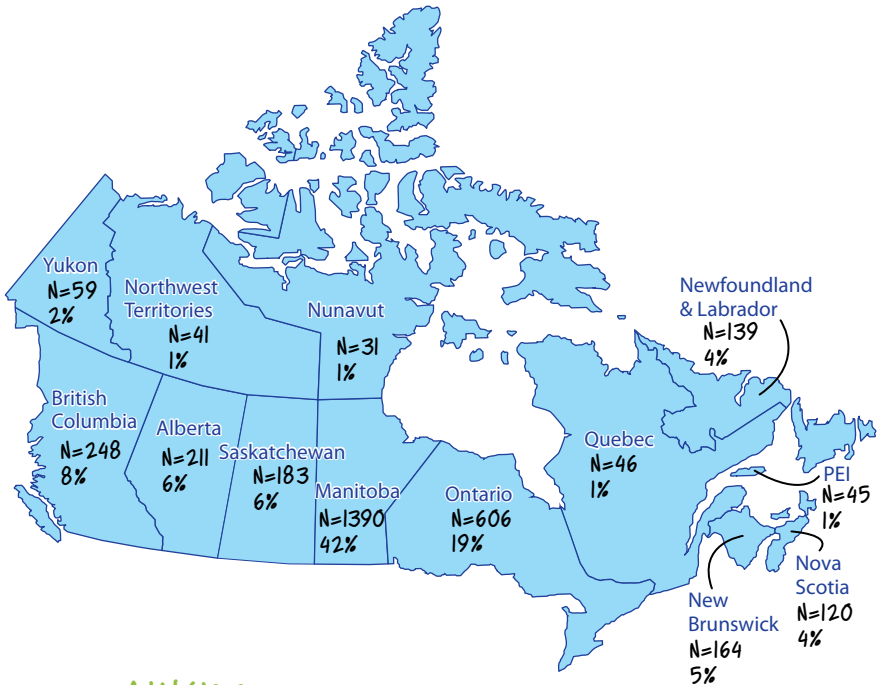 Yukon
N=59
2%
Northwest
Territories
N=41
1%
Nunavut
N=31
1%
Newfoundland
& Labrador
N=139
4%
British
Columbia
N=248
8%
Alberta
N=211
6%
Saskatchewan
N=183
6%
Manitoba
N=1390
42%
Ontario
N=606
19%
Quebec
N=46
1%
PEI
N=45
1%
Nova
Scotia
N=120
4%
New
Brunswick
N=164
5%